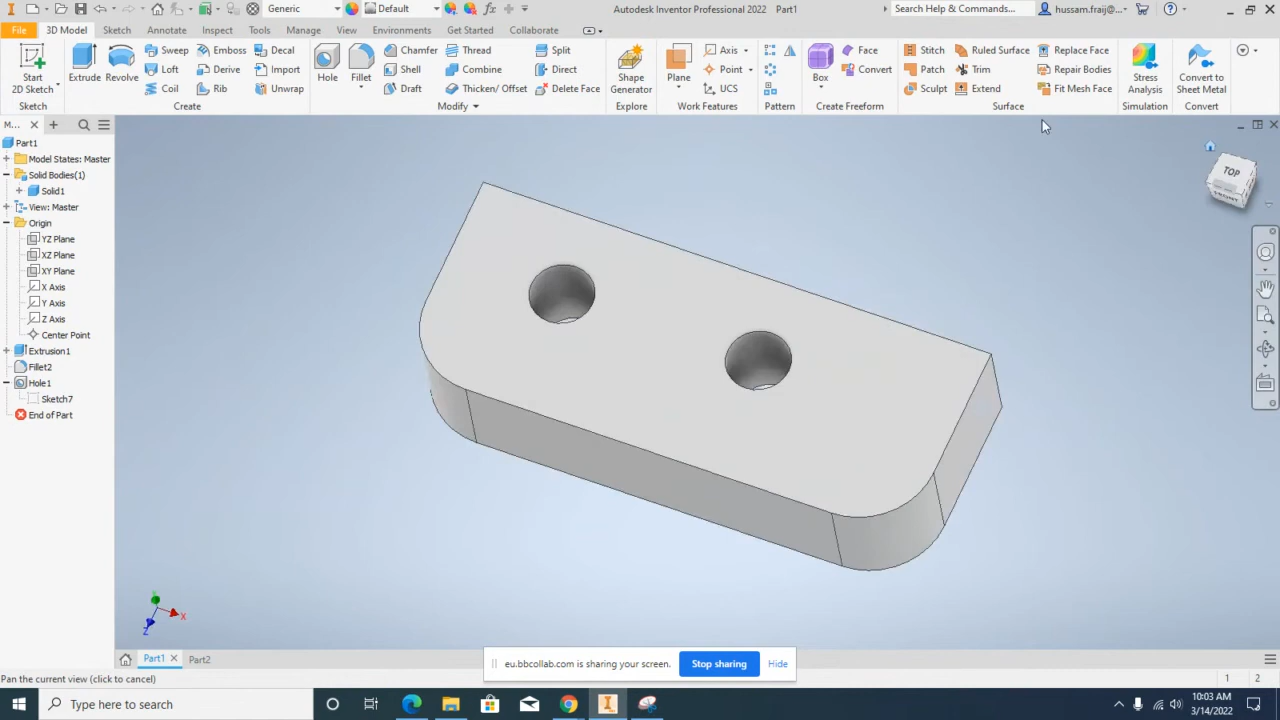 Generic
Default
Autodesk Inventor Professional 2022 Part1
Search Help & Commands...
hussam.fraij@...
File
3D Model
Sketch
Annotate
Inspect
Tools
Manage
View
Environments
Get Started
Collaborate
Start
2D Sketch
Sketch
Extrude
Revolve
Sweep
Loft
Coil
Emboss
Derive
Rib
Decal
Import
Unwrap
Create
Hole
Fillet
Chamfer
Shell
Draft
Thread
Combine
Thicken/ Offset
Split
Direct
Delete Face
Modify
Shape
Generator
Explore
Plane
Axis
Point
UCS
Work Features
Pattern
Box
Face
Convert
Create Freeform
Stitch
Patch
Sculpt
Ruled Surface
Trim
Extend
Replace Face
Repair Bodies
Fit Mesh Face
Surface
Stress
Analysis
Simulation
Convert to
Sheet Metal
Convert
M...
Part1
Model States: Master
Solid Bodies(1)
Solid1
View: Master
Origin
YZ Plane
XZ Plane
XY Plane
X Axis
Y Axis
Z Axis
Center Point
Extrusion1
Fillet2
Hole1
Sketch7
End of Part
TOP
FRONT
Y
X
Z
Part1
Part2
eu.bbcollab.com is sharing your screen.
Stop sharing
Hide
Pan the current view (click to cancel)
1
2
Type here to search
10:03 AM
3/14/2022